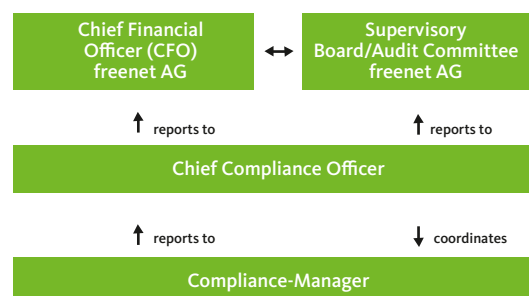 Chief Financial
Officer (CFO)
freenet AG
Supervisory
Board/Audit Committee
freenet AG
reports to
reports to
Chief Compliance Officer
reports to
coordinates
Compliance-Manager